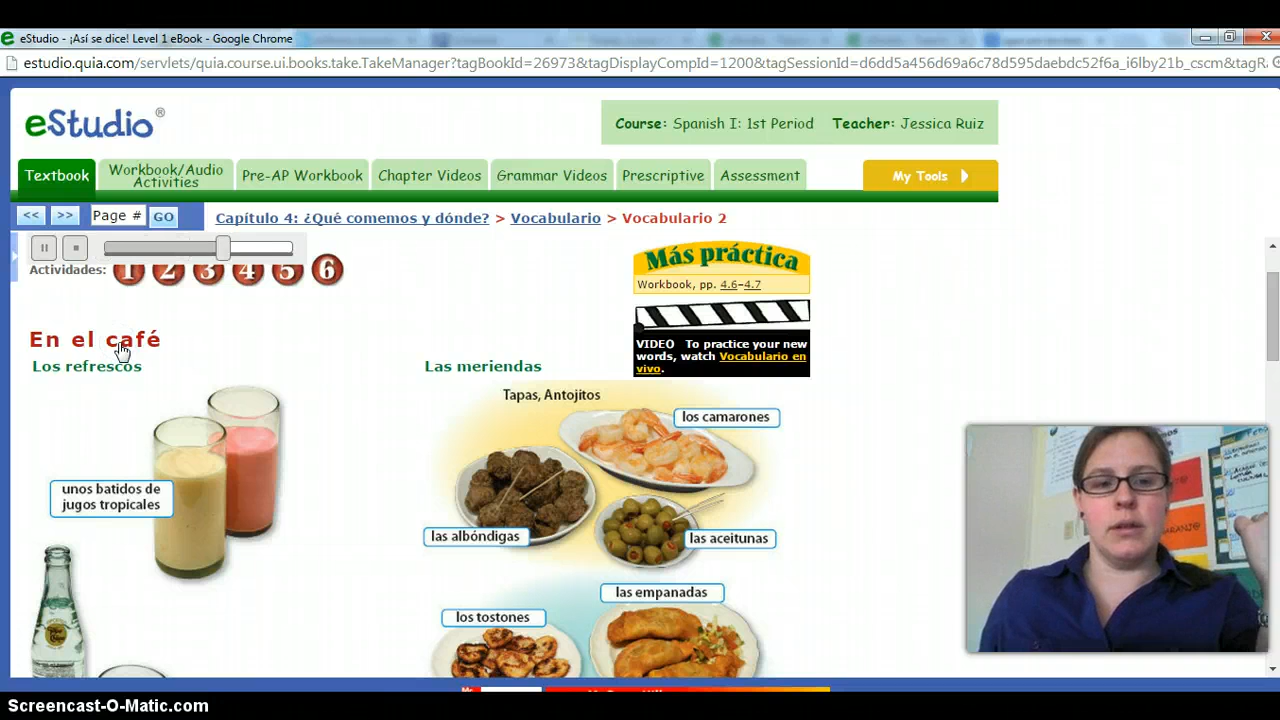 eStudio - ¡Así se dice! Level 1 eBook - Google Chrome
estudio.quia.com/servlets/quia.course.ui.books.take.TakeManager?tagBookId=26973&tagDisplayCompId=1200&tagSessionId=d6dd5a456d69a6c78d595daebdc52f6a_i6lby21b_cscm&tagR
eStudio®
Course: Spanish I: 1st Period Teacher: Jessica Ruiz
Textbook
Workbook/Audio
Activities
Pre-AP Workbook
Chapter Videos
Grammar Videos
Prescriptive
Assessment
My Tools
<< >> Page # GO
Capítulo 4: ¿Qué comemos y dónde? > Vocabulario > Vocabulario 2
Actividades: 1 2 3 4 5 6
Más práctica
Workbook, pp. 4.6–4.7
VIDEO To practice your new
words, watch Vocabulario en
vivo.
En el café
Los refrescos
unos batidos de
jugos tropicales
Las meriendas
Tapas, Antojitos
los camarones
las albóndigas
las aceitunas
las empanadas
los tostones
Screencast-O-Matic.com